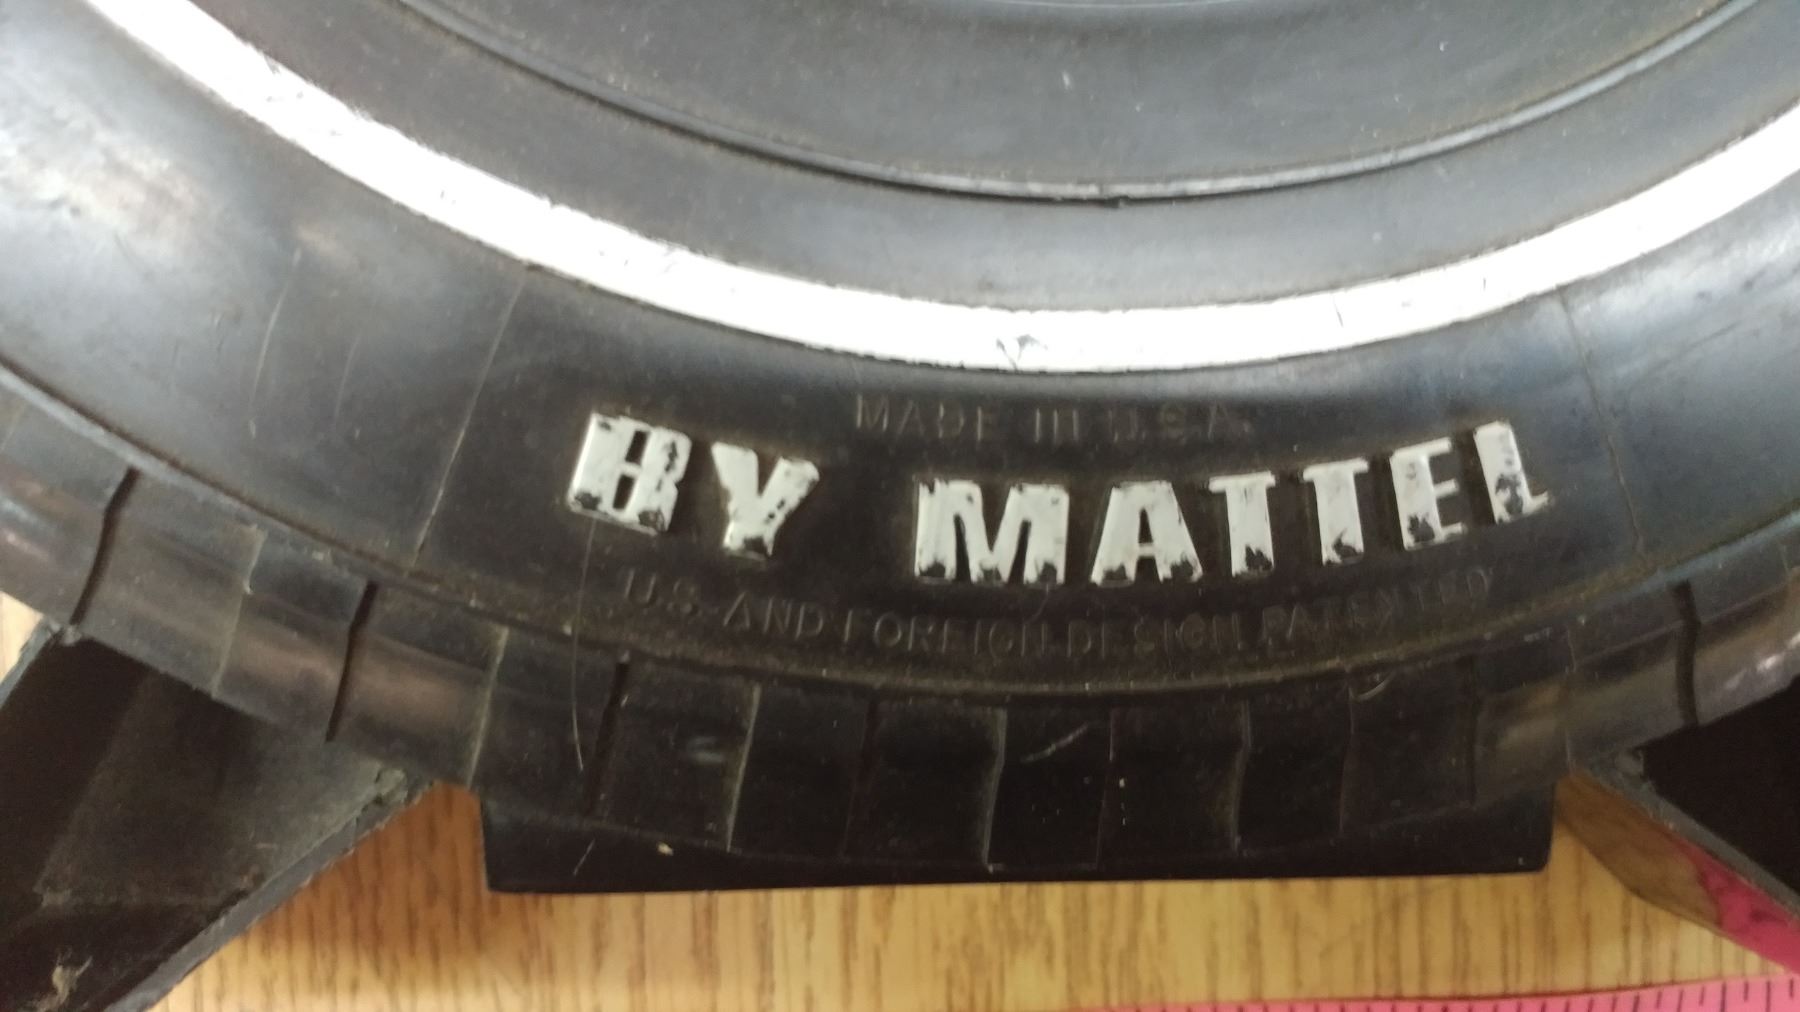 MADE IN U.S.A.
BY MATTEL
U.S. AND FOREIGN DESIGN PATENTED